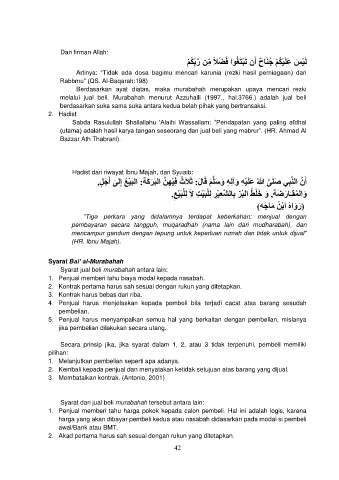 Dan firman Allah:
لَيْسَ عَلَيْكُمْ جُنَاحٌ أَن تَبْتَغُوا فَضْلًا مِّن رَّبِّكُمْ
Artinya: "Tidak ada dosa bagimu mencari karunia (rezki hasil perniagaan) dari
Rabbmu" (QS. Al-Baqarah:198)
Berdasarkan ayat diatas, maka murabahah merupakan upaya mencari rezki
melalui jual beli. Murabahah menurut Azzuhaili (1997., hal.3766.) adalah jual beli
berdasarkan suka sama suka antara kedua belah pihak yang bertransaksi.
2. Hadist
Sabda Rasulullah Shallallahu 'Alaihi Wassallam: "Pendapatan yang paling afdhal
(utama) adalah hasil karya tangan seseorang dan jual beli yang mabrur". (HR. Ahmad Al
Bazzar Ath Thabrani).
Hadist dari riwayat Ibnu Majah, dari Syuaib:
أَنَّ النَّبِي صَلَّىَ اللهُ عَلَيْهِ وَآلِهِ وَسَلَّمَ قَالَ: ثَلَاثٌ فِيْهِنَّ الْبَرَكَةُ: الْبَيْعُ إِلَىَ أَجَلٍ,
وَالْمُقَارَضَةُ, وَ خَلْطُ الْبُرِّ بِالشَّعِيْرِ لِلْبَيْتِ لَا لِلْبَيْعِ.
(رَوَاهُ ابْنُ مَاجَه)
"Tiga perkara yang didalamnya terdapat keberkahan: menjual dengan
pembayaran secara tangguh, muqaradhah (nama lain dari mudharabah), dan
mencampur gandum dengan tepung untuk keperluan rumah dan tidak untuk dijual"
(HR. Ibnu Majah).
Syarat Bai' al-Murabahah
Syarat jual beli murabahah antara lain:
1. Penjual memberi tahu biaya modal kepada nasabah.
2. Kontrak pertama harus sah sesuai dengan rukun yang ditetapkan.
3. Kontrak harus bebas dari riba.
4. Penjual harus menjelaskan kepada pembeli bila terjadi cacat atas barang sesudah
pembelian.
5. Penjual harus menyampaikan semua hal yang berkaitan dengan pembelian, misalnya
jika pembelian dilakukan secara utang.
Secara prinsip jika, jika syarat dalam 1, 2, atau 3 tidak terpenuhi, pembeli memiliki
pilihan:
1. Melanjutkan pembelian seperti apa adanya.
2. Kembali kepada penjual dan menyatakan ketidak setujuan atas barang yang dijual.
3. Membatalkan kontrak. (Antonio, 2001)
Syarat dari jual beli murabahah tersebut antara lain:
1. Penjual memberi tahu harga pokok kepada calon pembeli. Hal ini adalah logis, karena
harga yang akan dibayar pembeli kedua atau nasabah didasarkan pada modal si pembeli
awal/Bank atau BMT.
2. Akad pertama harus sah sesuai dengan rukun yang ditetapkan.
42